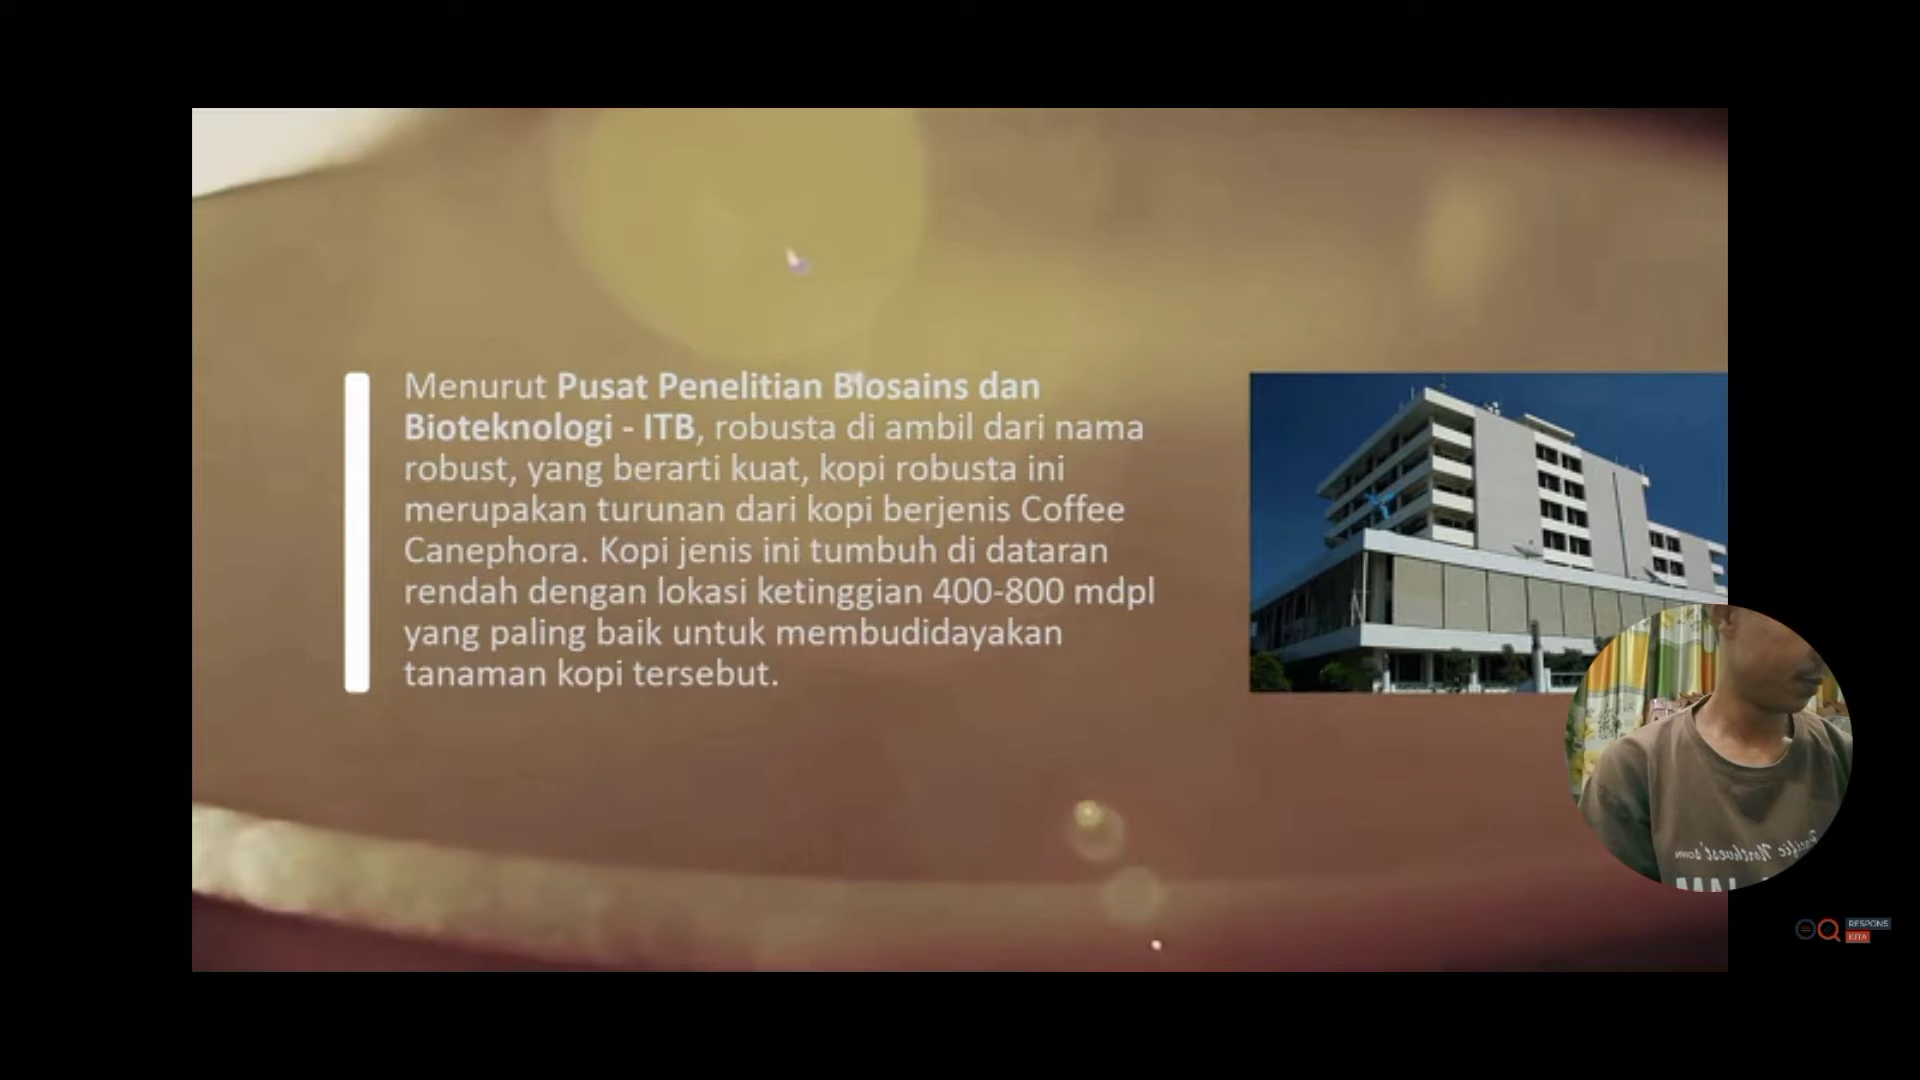 Menurut Pusat Penelitian Biosains dan
Bioteknologi - ITB, robusta di ambil dari nama
robust, yang berarti kuat, kopi robusta ini
merupakan turunan dari kopi berjenis Coffee
Canephora. Kopi jenis ini tumbuh di dataran
rendah dengan lokasi ketinggian 400-800 mdpl
yang paling baik untuk membudidayakan
tanaman kopi tersebut.
Pacific Northwest's
RESPONS
KITA